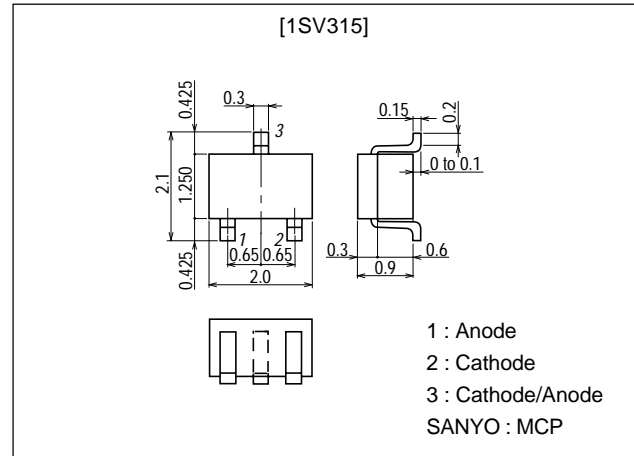 [1SV315]
0.425
0.3
3
2.1
1.250
1
2
0.65 0.65
0.425
2.0
0.15
0.2
0 to 0.1
0.3
0.6
0.9
1 : Anode
2 : Cathode
3 : Cathode/Anode
SANYO : MCP